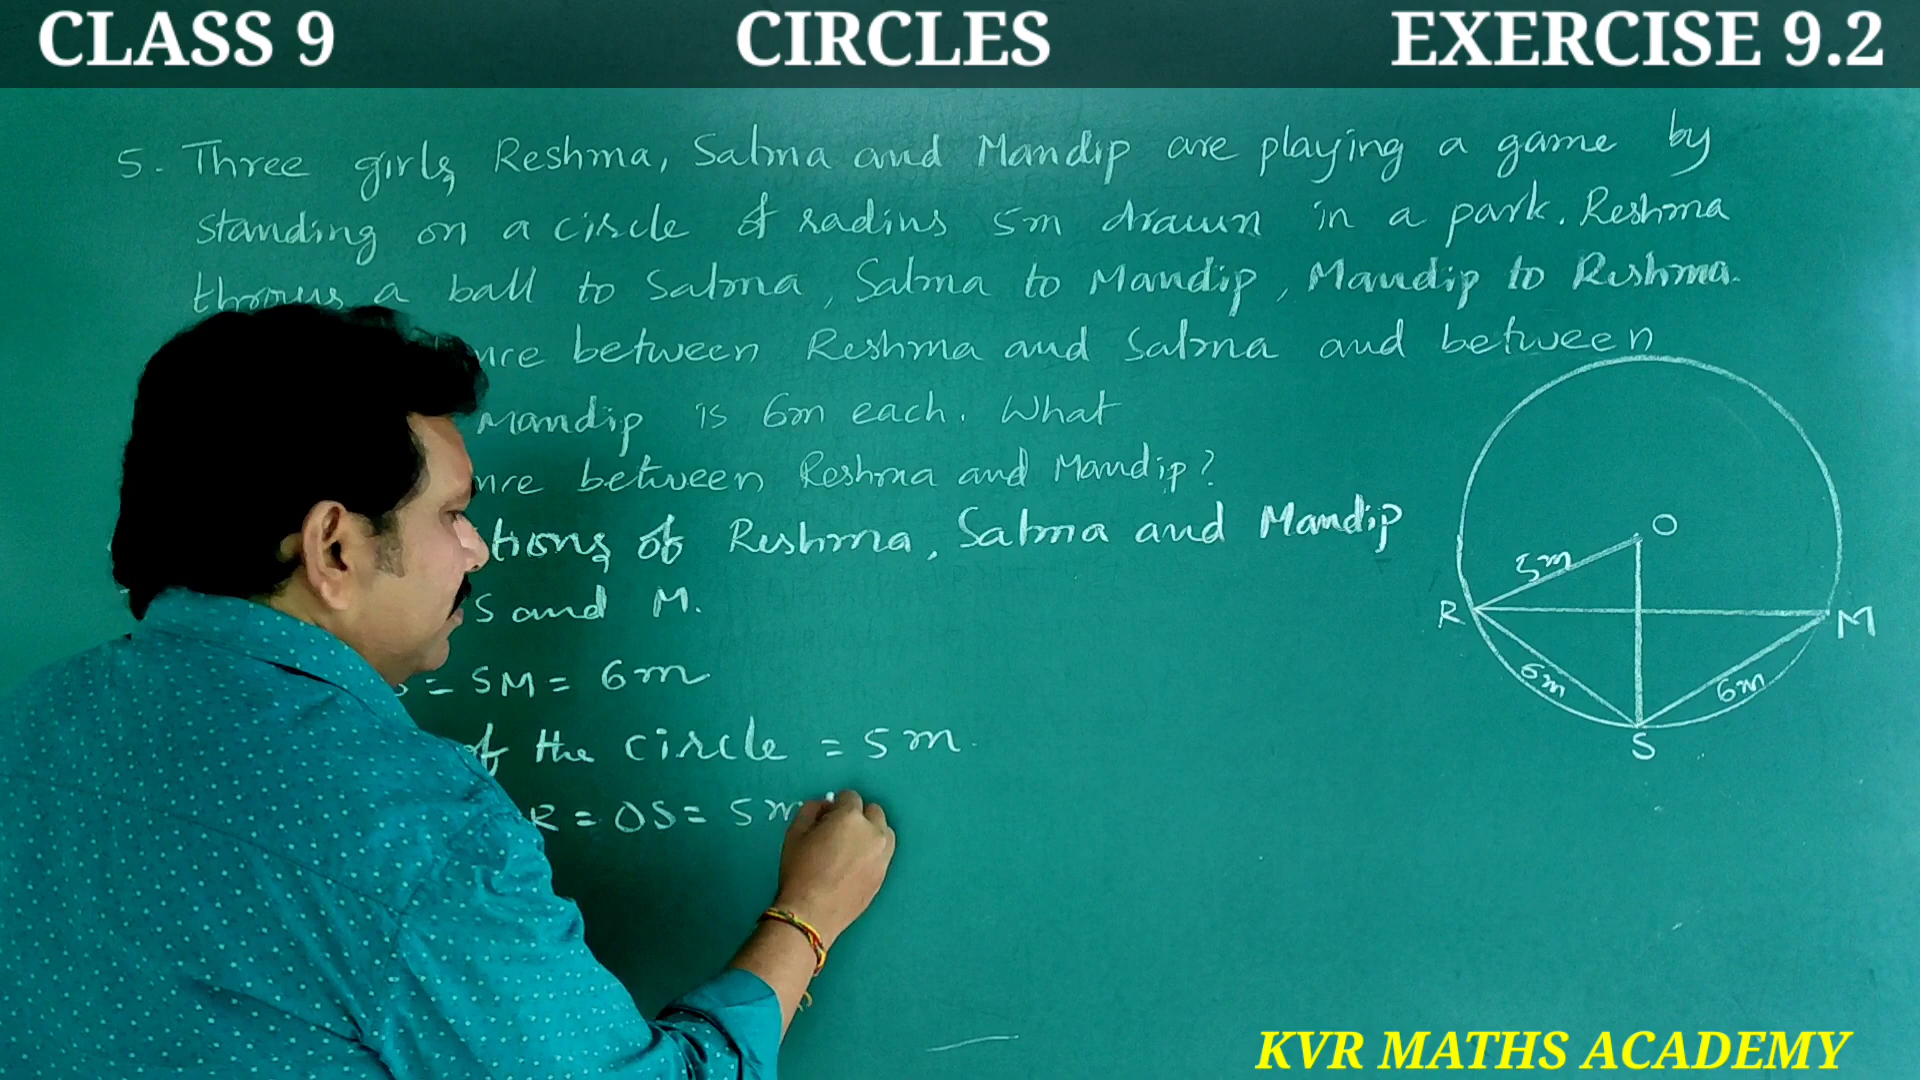 CLASS 9 CIRCLES EXERCISE 9.2
5. Three girls, Reshma, Salma and Mandip are playing a game by
standing on a circle of radius 5m drawn in a park. Reshma
throws a ball to Salma, Salma to Mandip, Mandip to Reshma.
between Reshma and Salma and between
Mandip is 6m each. What
between Reshma and Mandip?
of Reshma, Salma and Mandip
S and M.
= SM = 6m
of the circle = 5m.
R = OS = 5m
O
5m
R
M
6m
6m
S
KVR MATHS ACADEMY